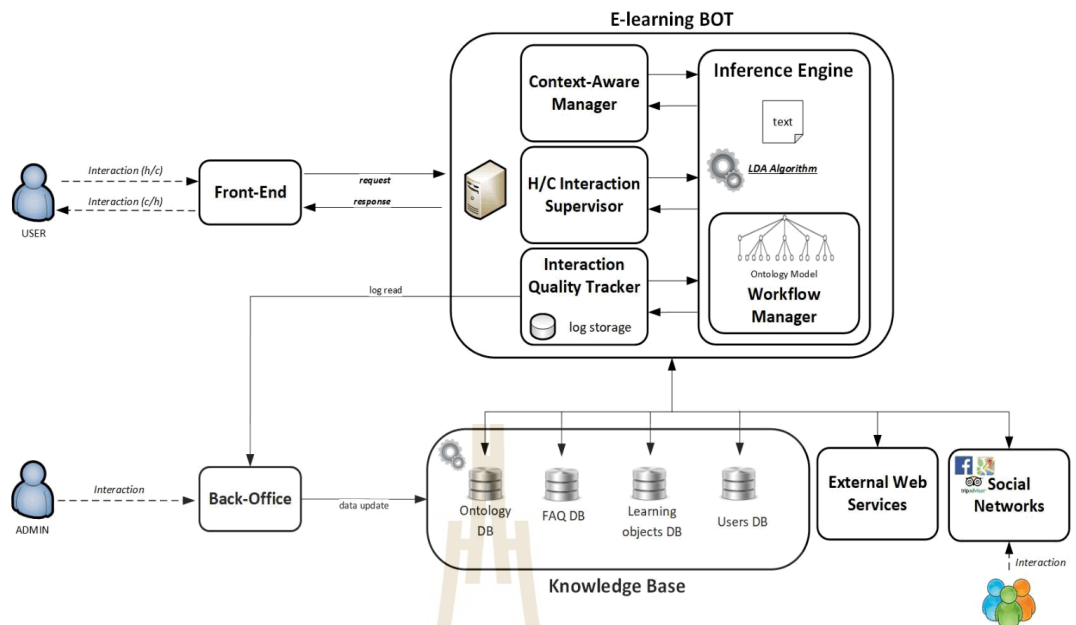 E-learning BOT
Context-Aware
Manager
Inference Engine
text
LDA Algorithm
Interaction (h/c)
Interaction (c/h)
USER
Front-End
request
response
H/C Interaction
Supervisor
Interaction
Quality Tracker
log storage
Ontology Model
Workflow
Manager
log read
ADMIN
Interaction
Back-Office
data update
Ontology
DB
FAQ DB
Learning
objects DB
Users DB
Knowledge Base
External Web
Services
tripadvisor
Social
Networks
Interaction